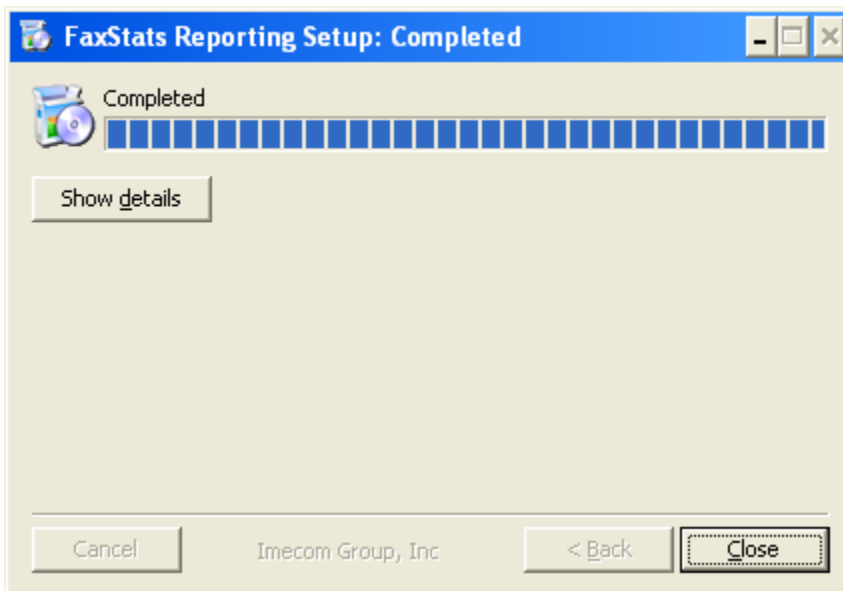 FaxStats Reporting Setup: Completed
Completed
Show details
Cancel
Imecom Group, Inc
< Back
Close